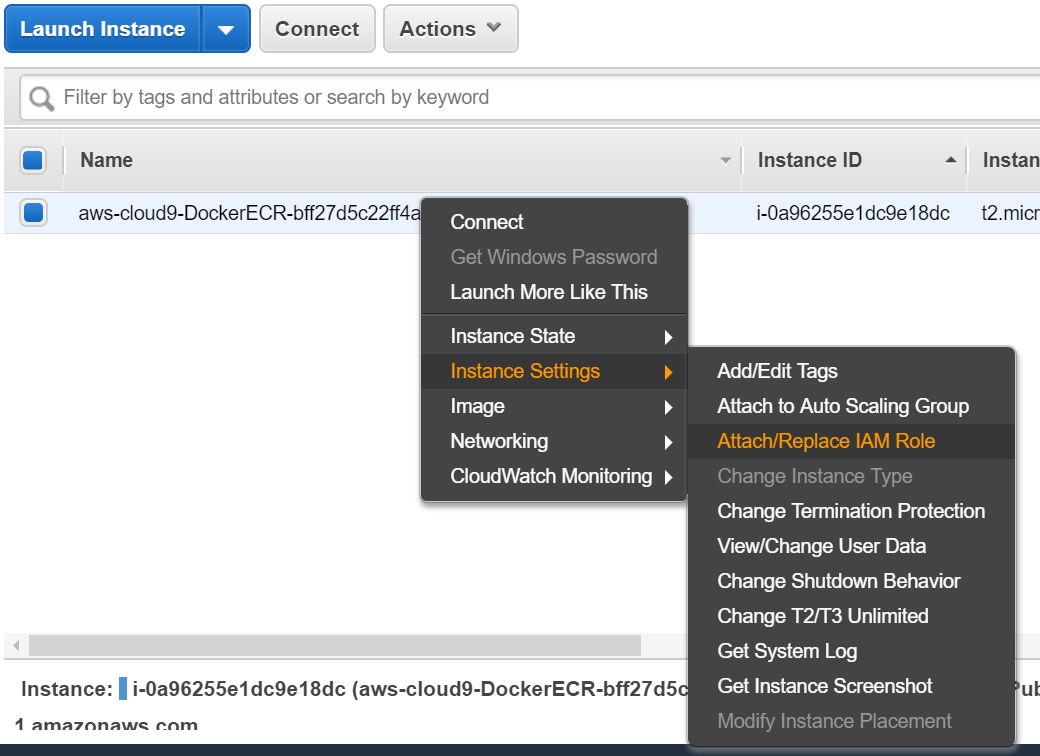 Launch Instance Connect Actions
Filter by tags and attributes or search by keyword
Name Instance ID Instan
aws-cloud9-DockerECR-bff27d5c22ff4a i-0a96255e1dc9e18dc t2.micr
Connect
Get Windows Password
Launch More Like This
Instance State
Instance Settings
Image
Networking
CloudWatch Monitoring
Add/Edit Tags
Attach to Auto Scaling Group
Attach/Replace IAM Role
Change Instance Type
Change Termination Protection
View/Change User Data
Change Shutdown Behavior
Change T2/T3 Unlimited
Get System Log
Get Instance Screenshot
Modify Instance Placement
Instance: i-0a96255e1dc9e18dc (aws-cloud9-DockerECR-bff27d5c Pub
1.amazonaws.com